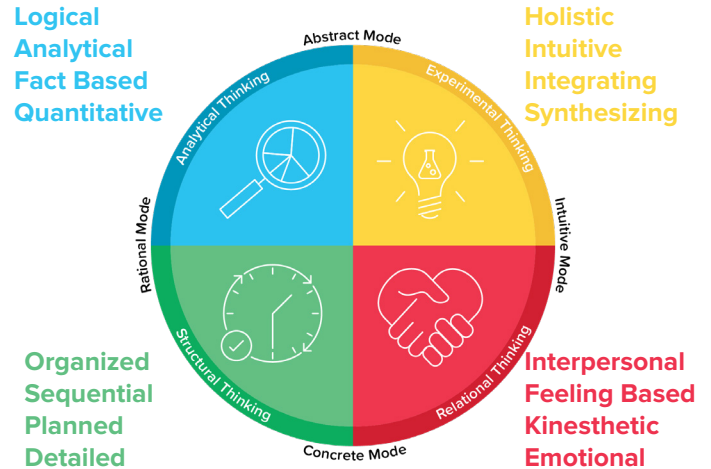 Logical
Analytical
Fact Based
Quantitative
Abstract Mode
Holistic
Intuitive
Integrating
Synthesizing
Analytical Thinking
Experimental Thinking
Rational Mode
Intuitive Mode
Structural Thinking
Relational Thinking
Organized
Sequential
Planned
Detailed
Concrete Mode
Interpersonal
Feeling Based
Kinesthetic
Emotional